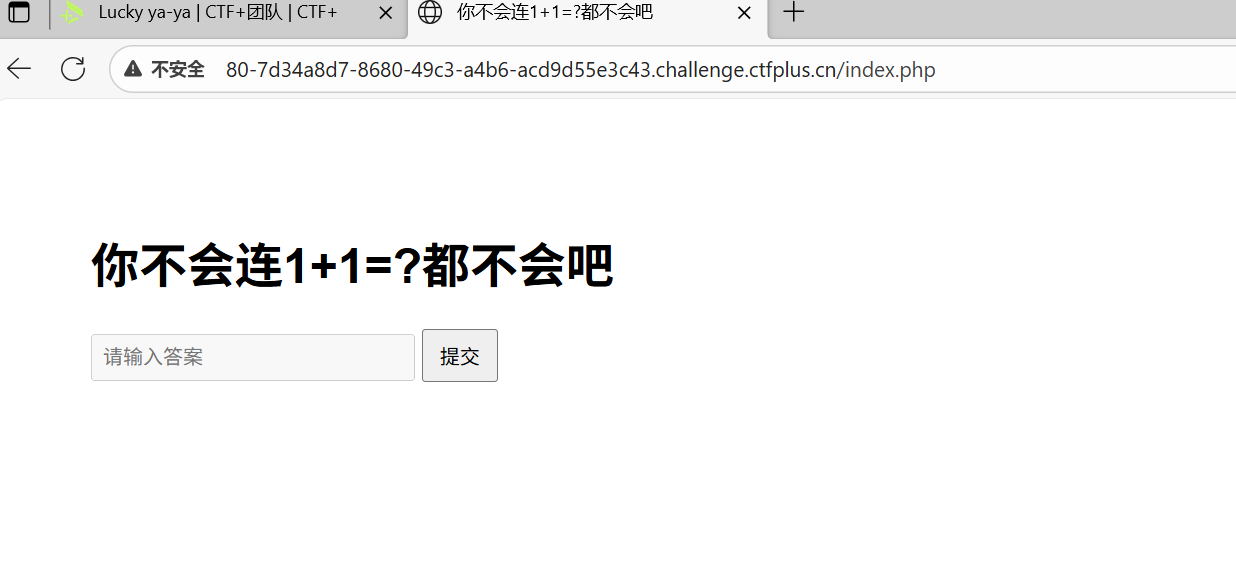 Lucky ya-ya | CTF+团队 | CTF+
你不会连1+1=?都不会吧
不安全
80-7d34a8d7-8680-49c3-a4b6-acd9d55e3c43.challenge.ctfplus.cn/index.php
你不会连1+1=?都不会吧
请输入答案
提交